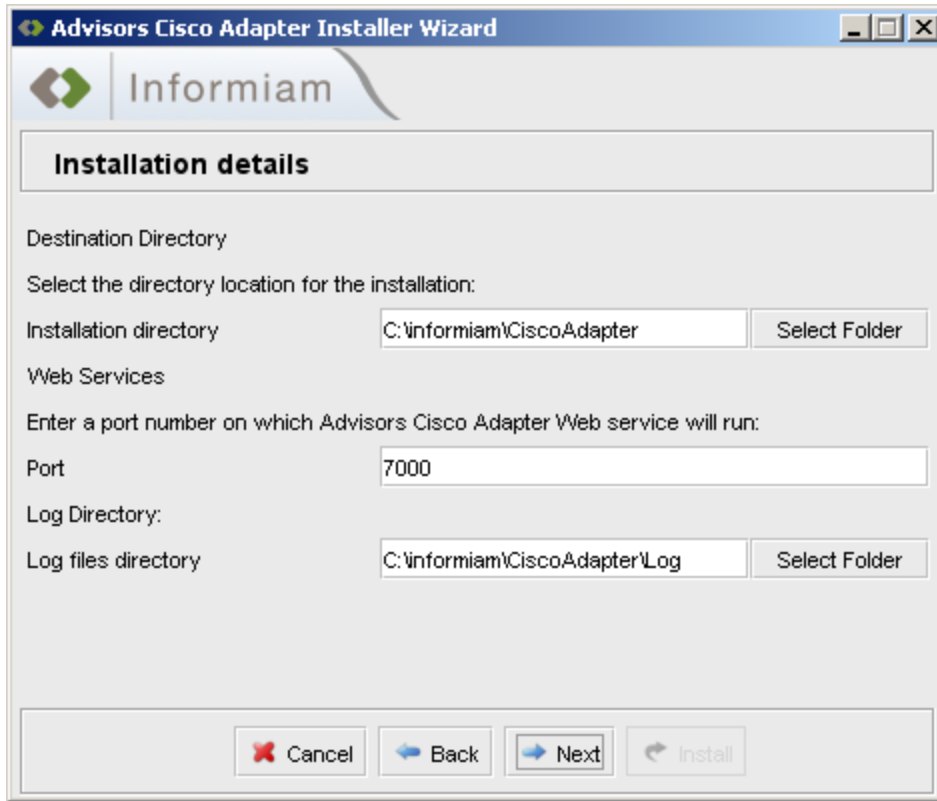 Advisors Cisco Adapter Installer Wizard
Informiam
Installation details
Destination Directory
Select the directory location for the installation:
Installation directory C:\informiam\CiscoAdapter Select Folder
Web Services
Enter a port number on which Advisors Cisco Adapter Web service will run:
Port 7000
Log Directory:
Log files directory C:\informiam\CiscoAdapter\Log Select Folder
Cancel Back Next Install